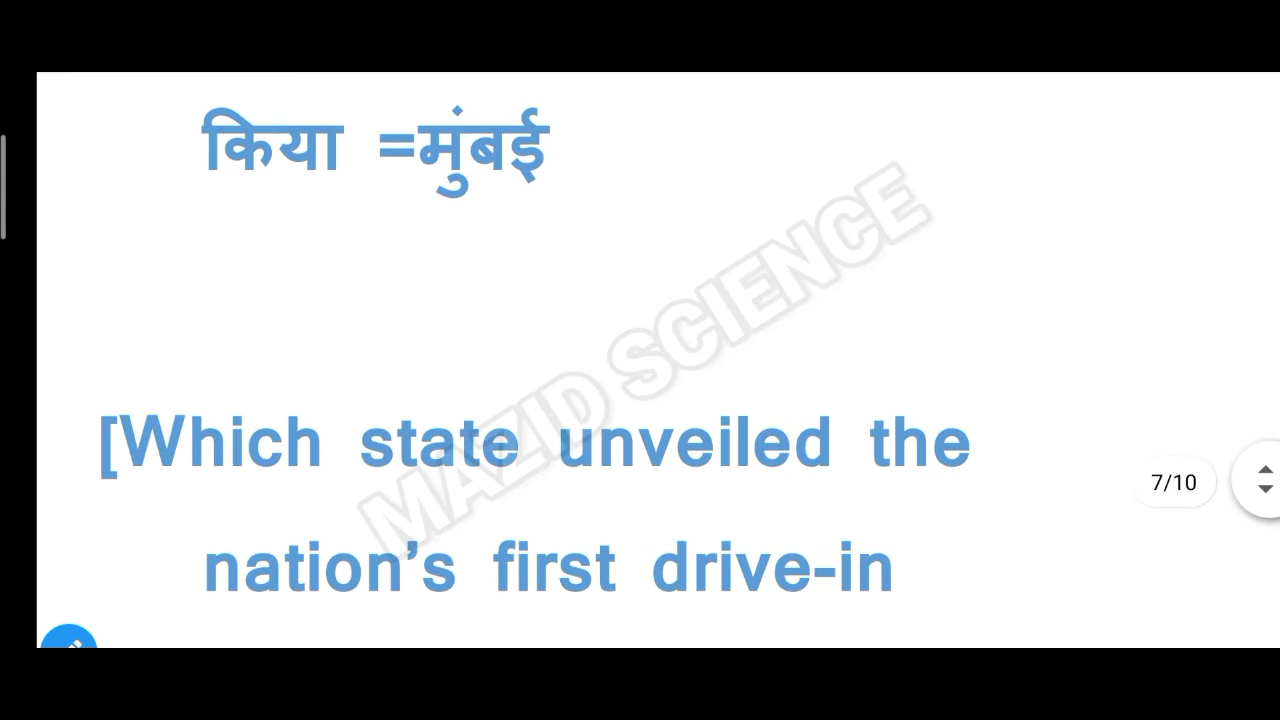 किया =मुंबई
MAZID SCIENCE
[Which state unveiled the
7/10
nation’s first drive-in